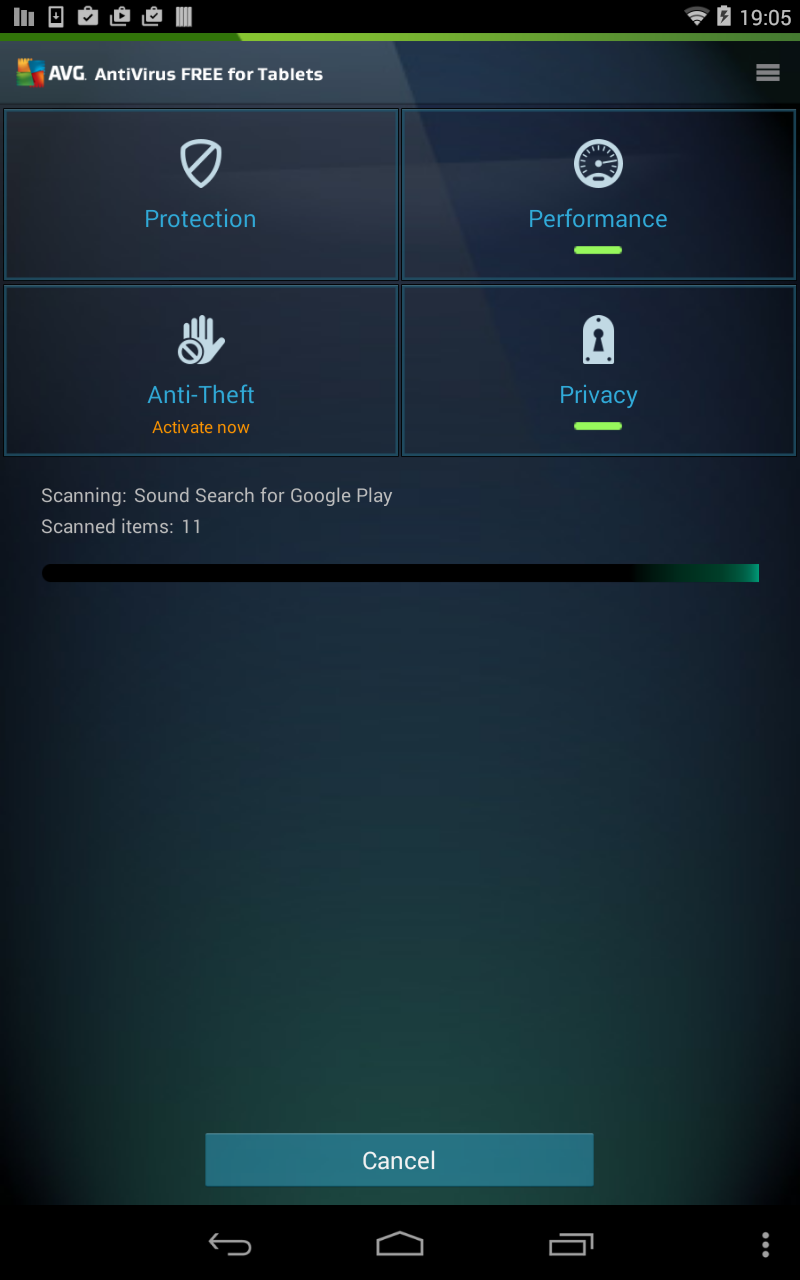 19:05
AVG. AntiVirus FREE for Tablets
Protection
Performance
Anti-Theft
Activate now
Privacy
Scanning: Sound Search for Google Play
Scanned items: 11
Cancel